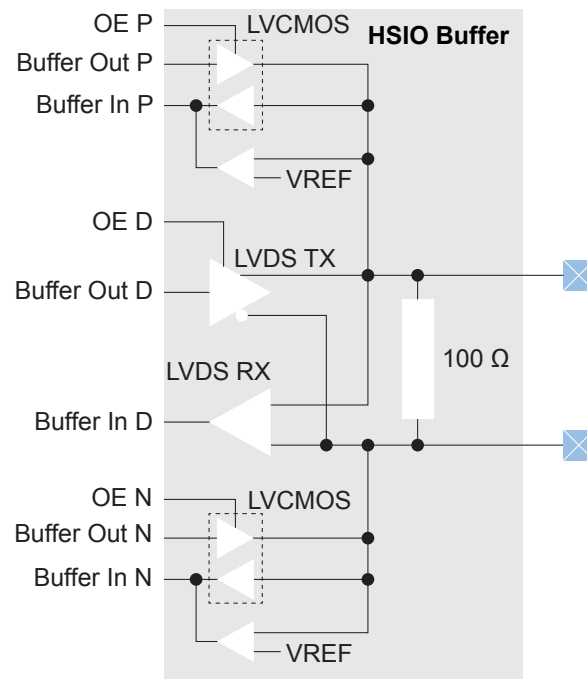 OE P
LVCMOS
HSIO Buffer
Buffer Out P
Buffer In P
VREF
OE D
LVDS TX
Buffer Out D
LVDS RX
100 Ω
Buffer In D
OE N
LVCMOS
Buffer Out N
Buffer In N
VREF